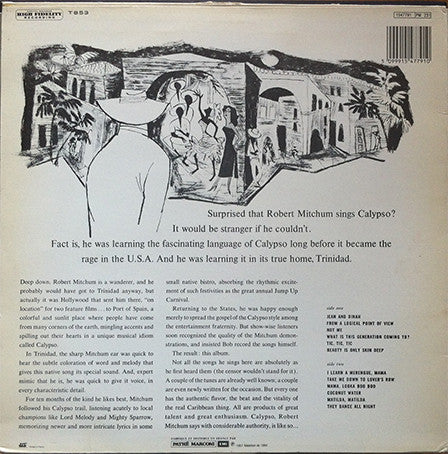 HIGH FIDELITY
RECORDING
T853
1547791 PM 231
5 099915 477910
Surprised that Robert Mitchum sings Calypso?
It would be stranger if he couldn't.
Fact is, he was learning the fascinating language of Calypso long before it became the
rage in the U.S.A. And he was learning it in its true home, Trinidad.
Deep down, Robert Mitchum is a wanderer, and he
probably would have got to Trinidad anyway, but
actually it was Hollywood that sent him there, "on
location" for two feature films . . . to Port of Spain, a
colorful and sunlit place where people have come
from many corners of the earth, mingling accents and
spilling out their hearts in a unique musical idiom
called Calypso.
In Trinidad, the sharp Mitchum ear was quick to
hear the subtle coloration of word and melody that
gives this native song its special sound. And, expert
mimic that he is, he was quick to give it voice, in
every characteristic detail.
For ten months of the kind he likes best, Mitchum
followed his Calypso trail, listening acutely to local
champions like Lord Melody and Mighty Sparrow,
memorizing newer and more intricate lyrics in some
small native bistro, absorbing the rhythmic excite-
ment of such festivities as the great annual Jump Up
Carnival.
Returning to the States, he was happy enough
merely to spread the gospel of the Calypso style among
the entertainment fraternity. But show-wise listeners
soon recognized the quality of the Mitchum demon-
strations, and insisted Bob record the songs himself.
The result: this album.
Not all the songs he sings here are absolutely as
he first heard them (the censor wouldn't stand for it).
A couple of the tunes are already well known; a couple
are even newly written for the occasion. But every one
has the authentic flavor, the beat and the vitality of
the real Caribbean thing. All are products of great
talent and great enthusiasm. Calypso, Robert
Mitchum says with considerable authority, is like so...
side one
JEAN AND DINAH
FROM A LOGICAL POINT OF VIEW
NOT ME
WHAT IS THIS GENERATION COMING TO?
TIC, TIC, TIC
BEAUTY IS ONLY SKIN DEEP
side two
I LEARN A MERENGUE, MAMA
TAKE ME DOWN TO LOVER'S ROW
MAMA, LOOKA BOO BOO
COCONUT WATER
MATILDA, MATILDA
THEY DANCE ALL NIGHT
PATHÉ MARCONI EMI